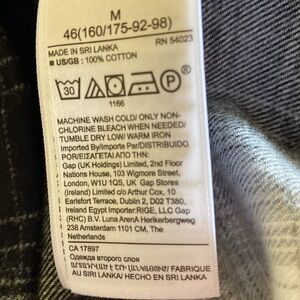 M
46(160/175-92-98)
MADE IN SRI LANKA RN 54023
■ US/GB : 100% COTTON
30 P
1166
MACHINE WASH COLD/ ONLY NON-
CHLORINE BLEACH WHEN NEEDED/
TUMBLE DRY LOW/ WARM IRON
Imported By/Importe Par/DISTRIBUIDO
POR/ΕΙΣΑΓΕΤΑΙ ΑΠΟ ΤΗΝ:
Gap (UK Holdings) Limited, 2nd Floor
Nations House, 103 Wigmore Street,
London, W1U 1QS, UK Gap Stores
(Ireland) Limited c/o Arthur Cox, 10
Earlsfort Terrace, Dublin 2, D02 T380,
Ireland Egypt Importer:RIGE, LLC Gap
(RHC) B.V. Luna ArenA Herikerbergweg
238 Amsterdam 1101 CM, The
Netherlands
CA 17897
Одежда второго слоя
FABRIQUE
AU SRI LANKA/ HECHO EN SRI LANKA